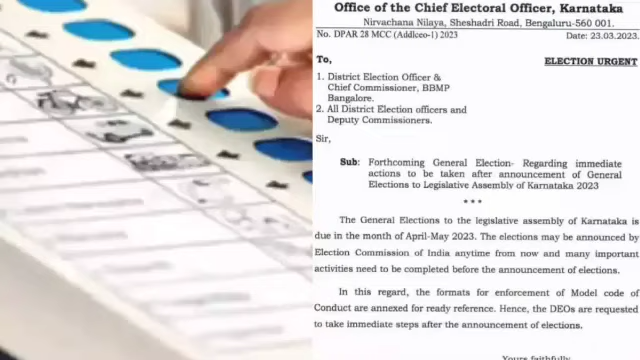 Office of the Chief Electoral Officer, Karnataka
Nirvachana Nilaya, Sheshadri Road, Bengaluru-560 001.
No. DPAR 28 MCC (Addlceo-1) 2023 Date: 23.03.2023.
To, ELECTION URGENT
1. District Election Officer &
Chief Commissioner, BBMP
Bangalore.
2. All District Election officers and
Deputy Commissioners.
Sir,
Sub: Forthcoming General Election- Regarding immediate
actions to be taken after announcement of General
Elections to Legislative Assembly of Karnataka 2023
***
The General Elections to the legislative assembly of Karnataka is
due in the month of April-May 2023. The elections may be announced by
Election Commission of India anytime from now and many important
activities need to be completed before the announcement of elections.
In this regard, the formats for enforcement of Model code of
Conduct are annexed for ready reference. Hence, the DEOs are requested
to take immediate steps after the announcement of elections.
Yours faithfully